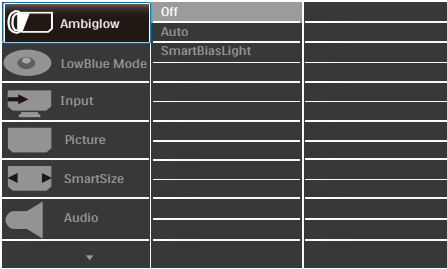 Ambiglow
LowBlue Mode
Input
Picture
SmartSize
Audio
Off
Auto
SmartBiasLight